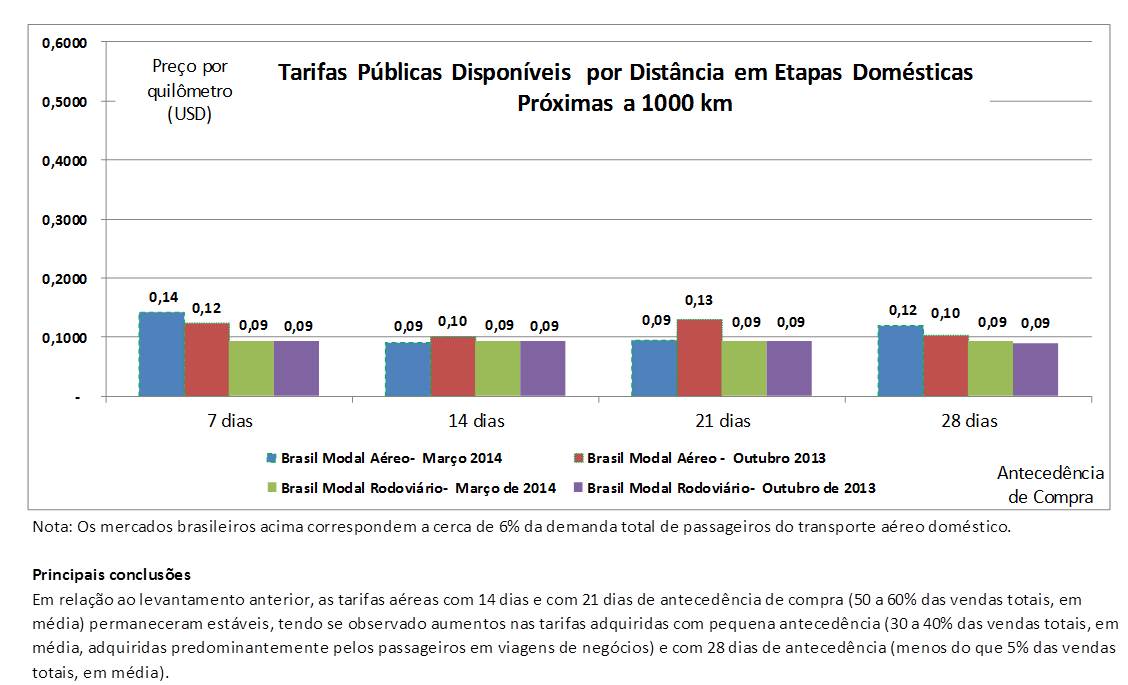 Tarifas Públicas Disponíveis por Distância em Etapas Domésticas
Próximas a 1000 km
Preço por
quilômetro
(USD)
0,6000
0,5000
0,4000
0,3000
0,2000
0,1000
-
0,14
0,12
0,09
0,09
0,09
0,10
0,09
0,09
0,09
0,13
0,09
0,09
0,12
0,10
0,09
0,09
7 dias
14 dias
21 dias
28 dias
Brasil Modal Aéreo- Março 2014
Brasil Modal Aéreo - Outubro 2013
Brasil Modal Rodoviário- Março de 2014
Brasil Modal Rodoviário- Outubro de 2013
Antecedência
de Compra
Nota: Os mercados brasileiros acima correspondem a cerca de 6% da demanda total de passageiros do transporte aéreo doméstico.
Principais conclusões
Em relação ao levantamento anterior, as tarifas aéreas com 14 dias e com 21 dias de antecedência de compra (50 a 60% das vendas totais, em
média) permaneceram estáveis, tendo se observado aumentos nas tarifas adquiridas com pequena antecedência (30 a 40% das vendas totais, em
média, adquiridas predominantemente pelos passageiros em viagens de negócios) e com 28 dias de antecedência (menos do que 5% das vendas
totais, em média).